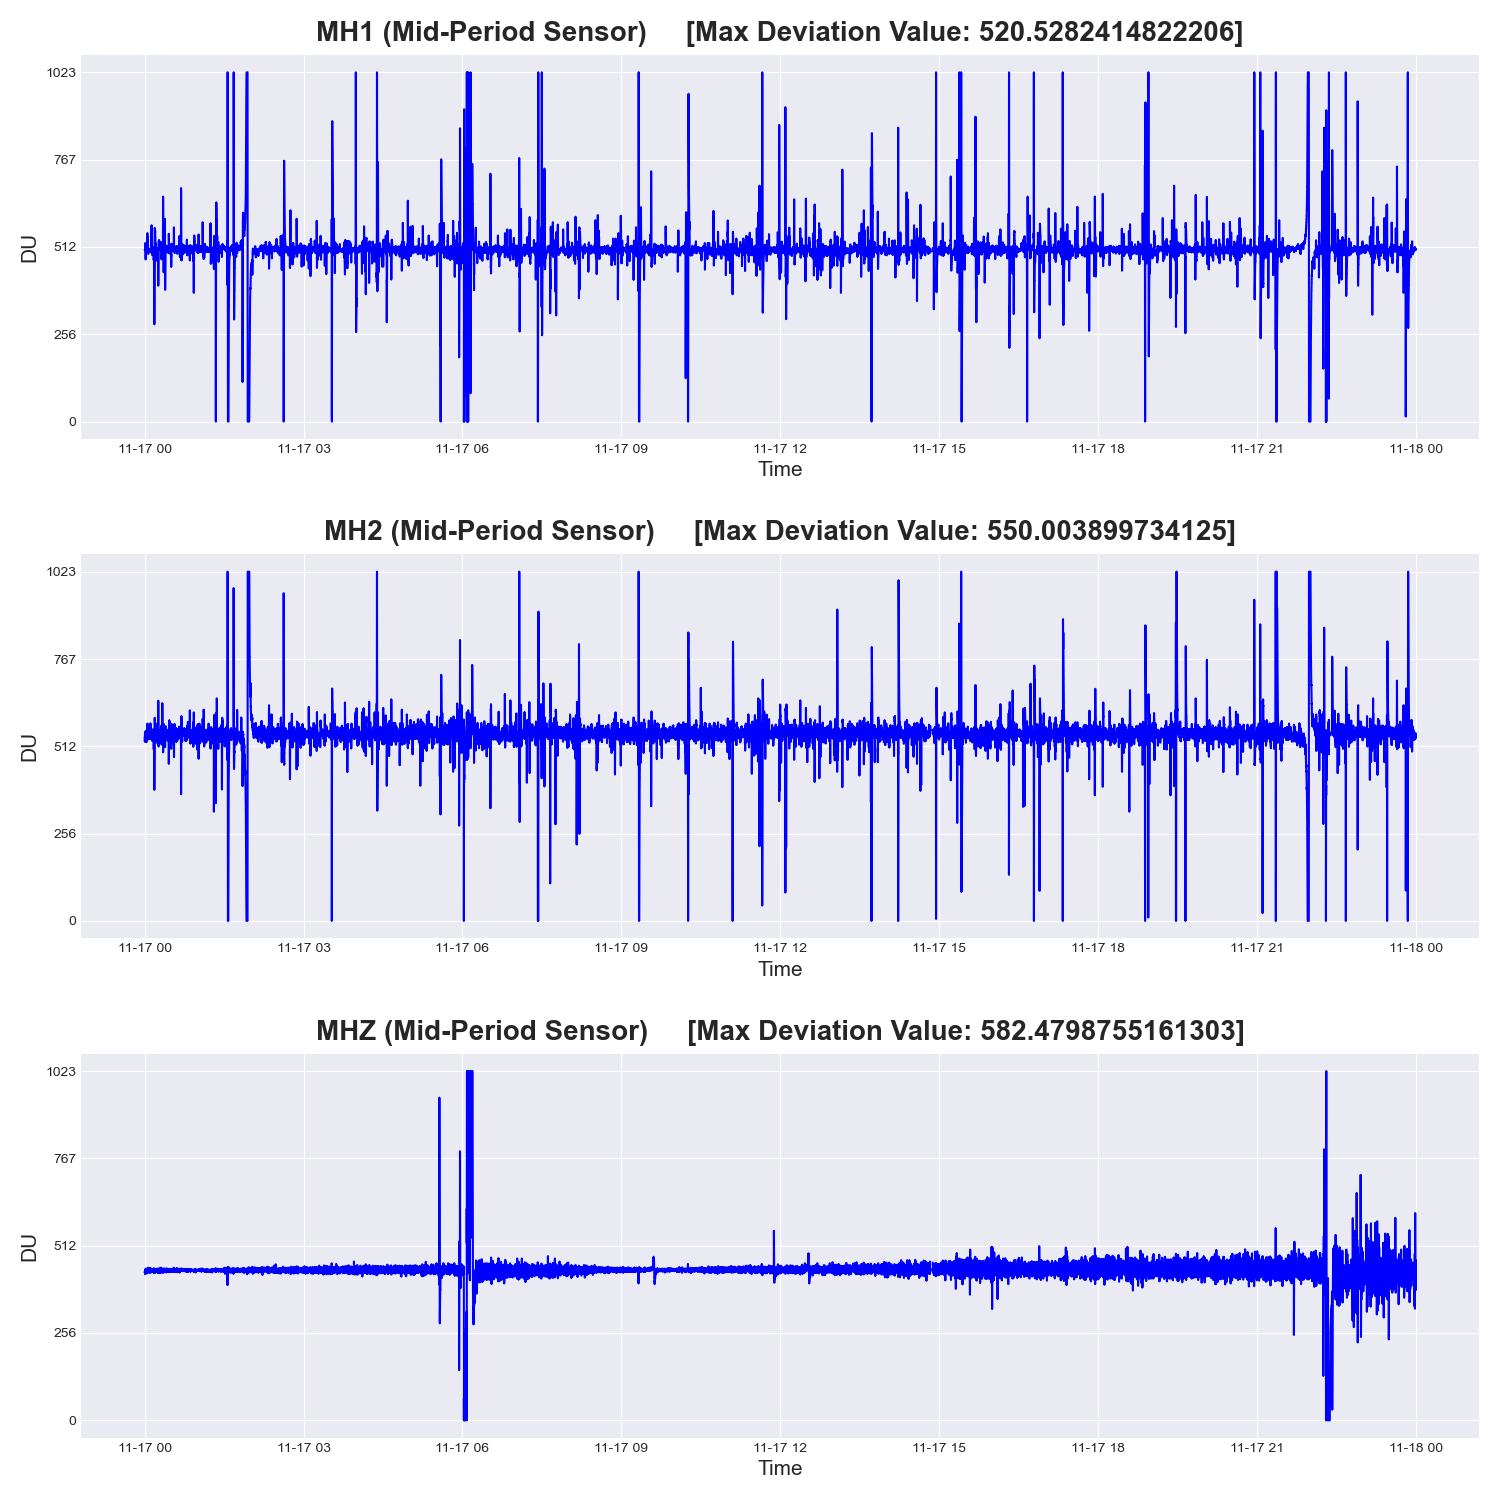 MH1 (Mid-Period Sensor) [Max Deviation Value: 520.5282414822206]
1023
767
512
256
0
DU
11-17 00 11-17 03 11-17 06 11-17 09 11-17 12 11-17 15 11-17 18 11-17 21 11-18 00
Time
MH2 (Mid-Period Sensor) [Max Deviation Value: 550.003899734125]
1023
767
512
256
0
DU
11-17 00 11-17 03 11-17 06 11-17 09 11-17 12 11-17 15 11-17 18 11-17 21 11-18 00
Time
MHZ (Mid-Period Sensor) [Max Deviation Value: 582.4798755161303]
1023
767
512
256
0
DU
11-17 00 11-17 03 11-17 06 11-17 09 11-17 12 11-17 15 11-17 18 11-17 21 11-18 00
Time